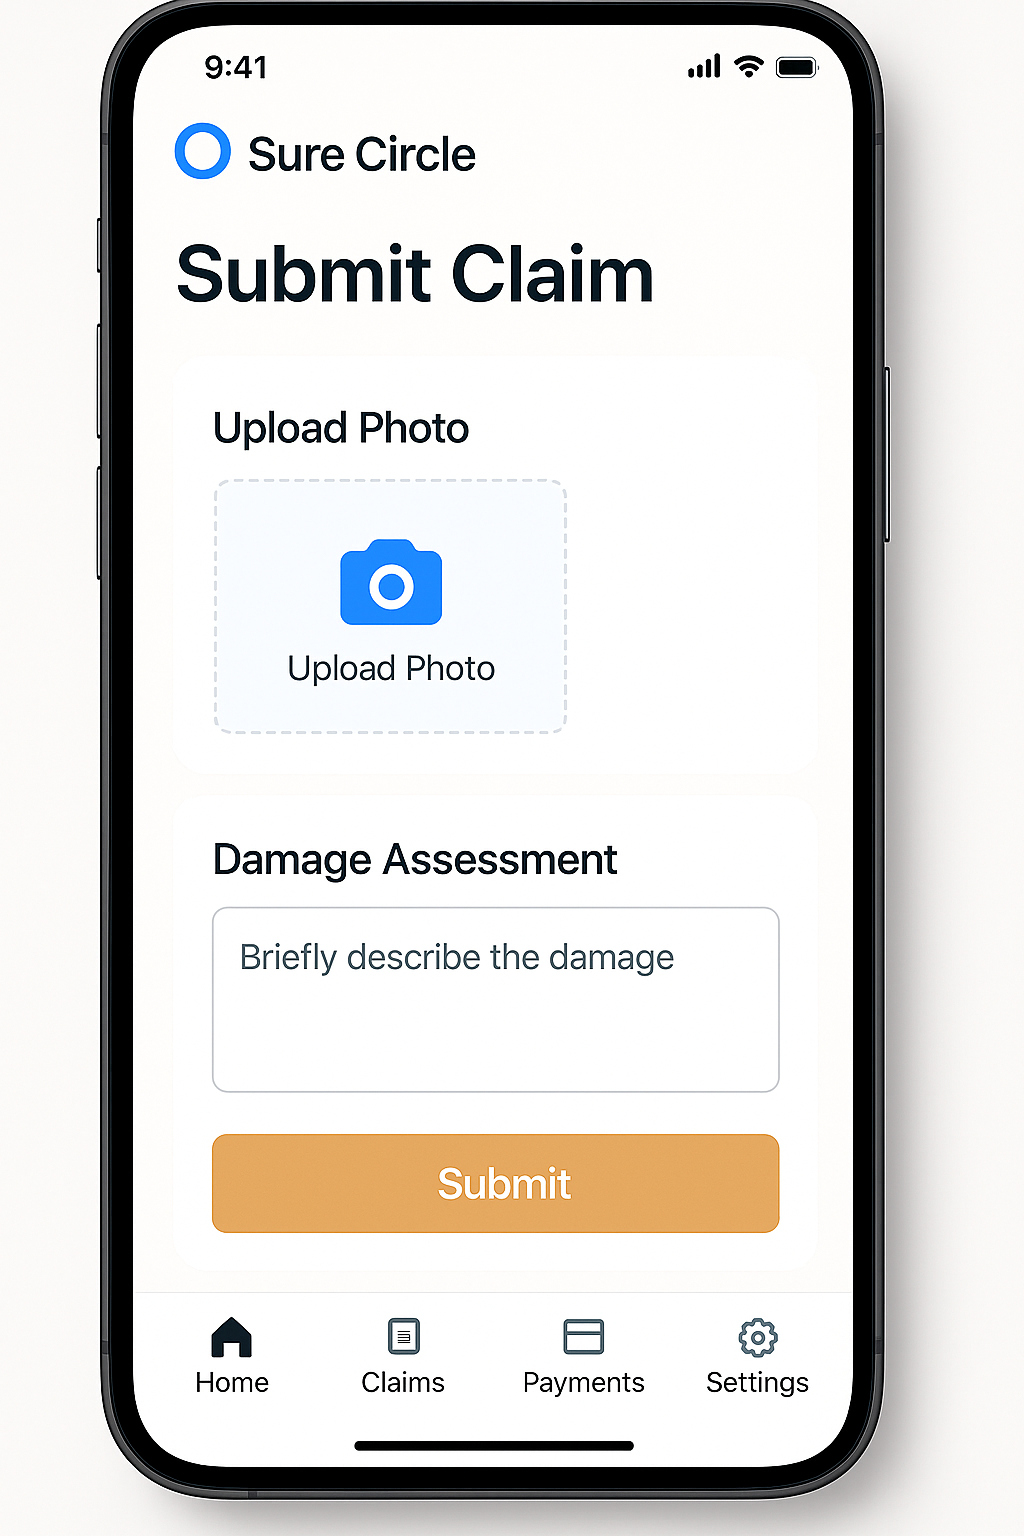 9:41
Sure Circle
Submit Claim
Upload Photo
Upload Photo
Damage Assessment
Briefly describe the damage
Submit
Home Claims Payments Settings